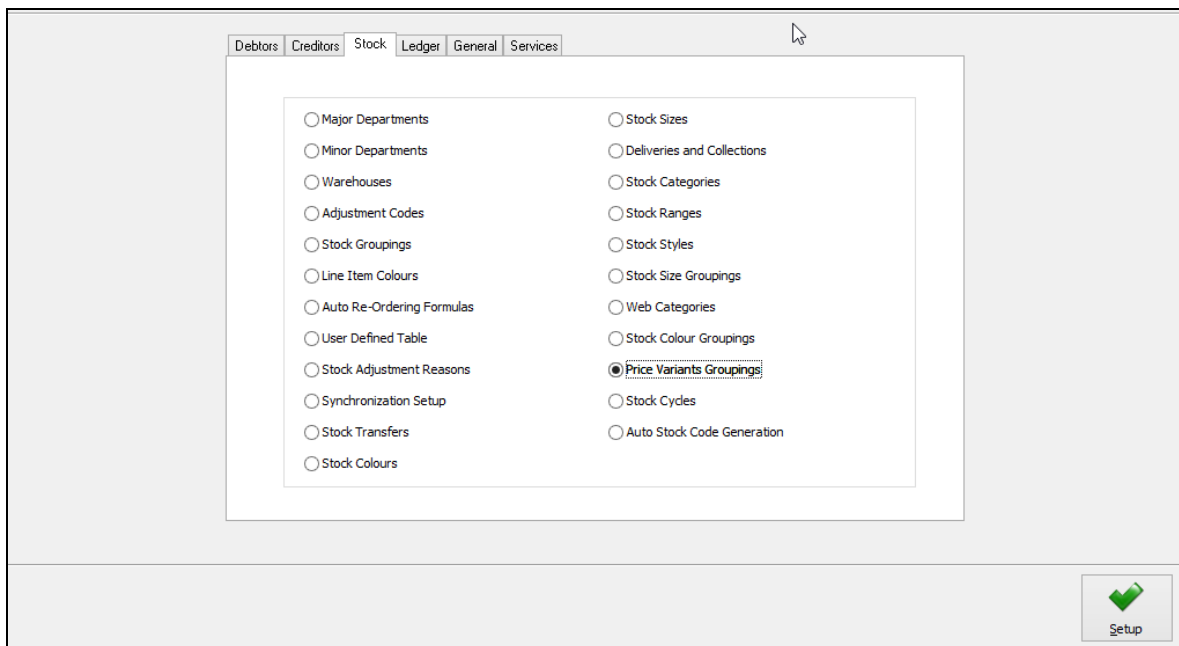 Debtors Creditors Stock Ledger General Services
Major Departments
Minor Departments
Warehouses
Adjustment Codes
Stock Groupings
Line Item Colours
Auto Re-Ordering Formulas
User Defined Table
Stock Adjustment Reasons
Synchronization Setup
Stock Transfers
Stock Colours
Stock Sizes
Deliveries and Collections
Stock Categories
Stock Ranges
Stock Styles
Stock Size Groupings
Web Categories
Stock Colour Groupings
Price Variants Groupings
Stock Cycles
Auto Stock Code Generation
Setup